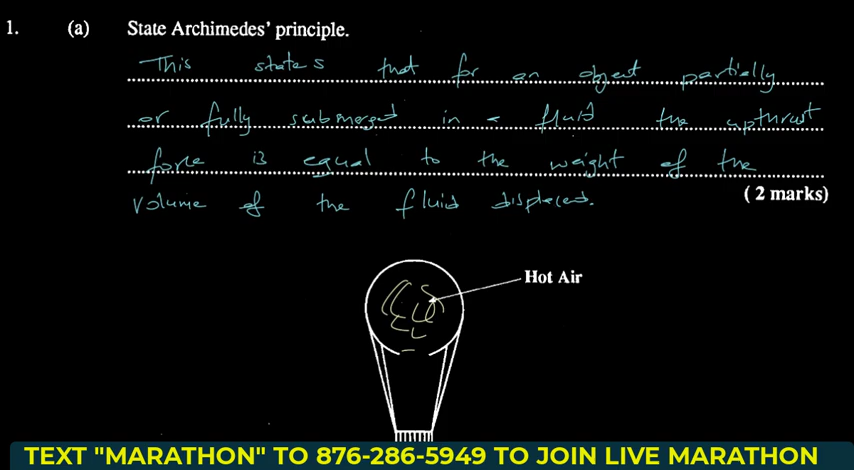 1. (a) State Archimedes' principle.
This states that for an object partially
or fully submerged in a fluid the upthrust
force is equal to the weight of the
(2 marks)
volume of the fluid displaced.
Hot Air
TEXT "MARATHON" TO 876-286-5949 TO JOIN LIVE MARATHON